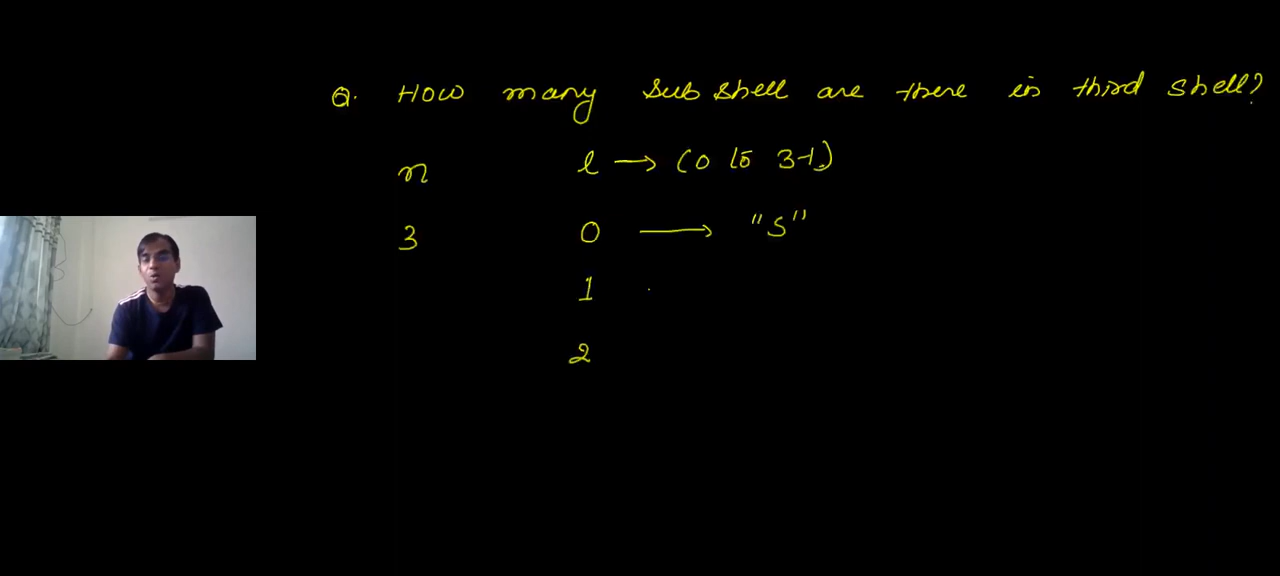 Q. How many sub shell are there in third shell?
n l → (0 to 3-1)
3 0 → "s"
1
2